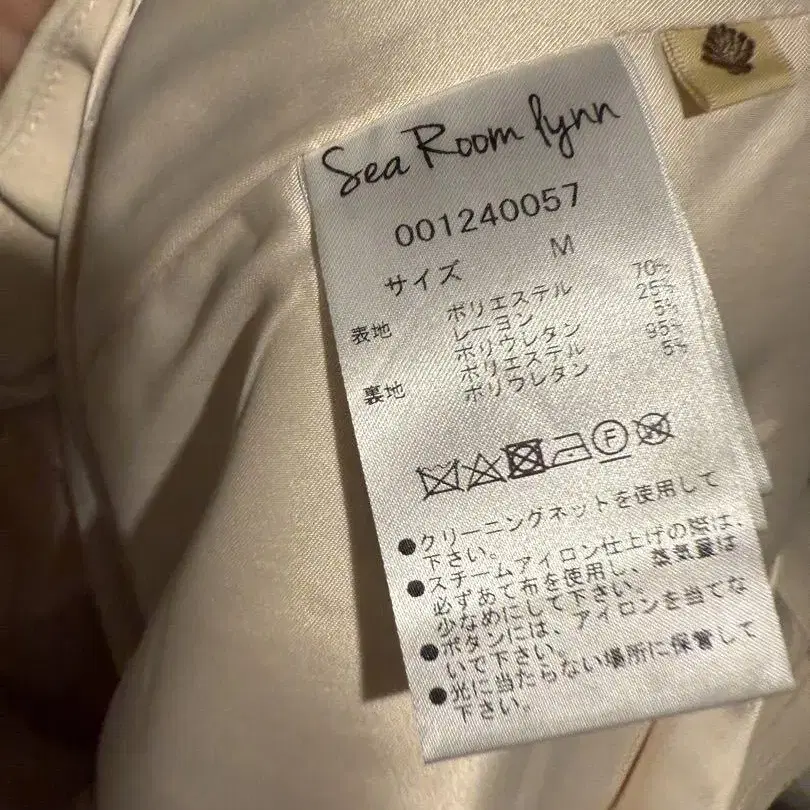 Sea Room lynn
001240057
サイズ M
表地 ポリエステル 70%
レーヨン 25%
ポリウレタン 5%
裏地 ポリエステル 95%
ポリウレタン 5%
F
●クリーニングネットを使用して
下さい。
●スチームアイロン仕上げの際は、
必ずあて布を使用し、蒸気量は
少なめにして下さい。
●ボタンには、アイロンを当てな
いで下さい。
●光に当たらない場所に保管して
下さい。